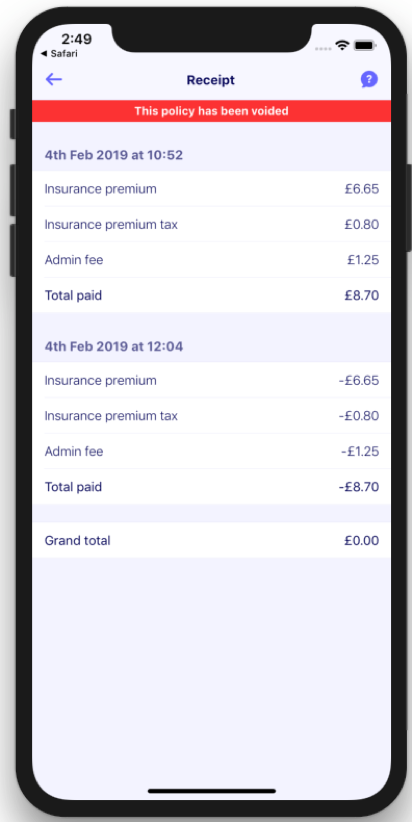 2:49
◀ Safari
Receipt
?
This policy has been voided
4th Feb 2019 at 10:52
Insurance premium £6.65
Insurance premium tax £0.80
Admin fee £1.25
Total paid £8.70
4th Feb 2019 at 12:04
Insurance premium -£6.65
Insurance premium tax -£0.80
Admin fee -£1.25
Total paid -£8.70
Grand total £0.00